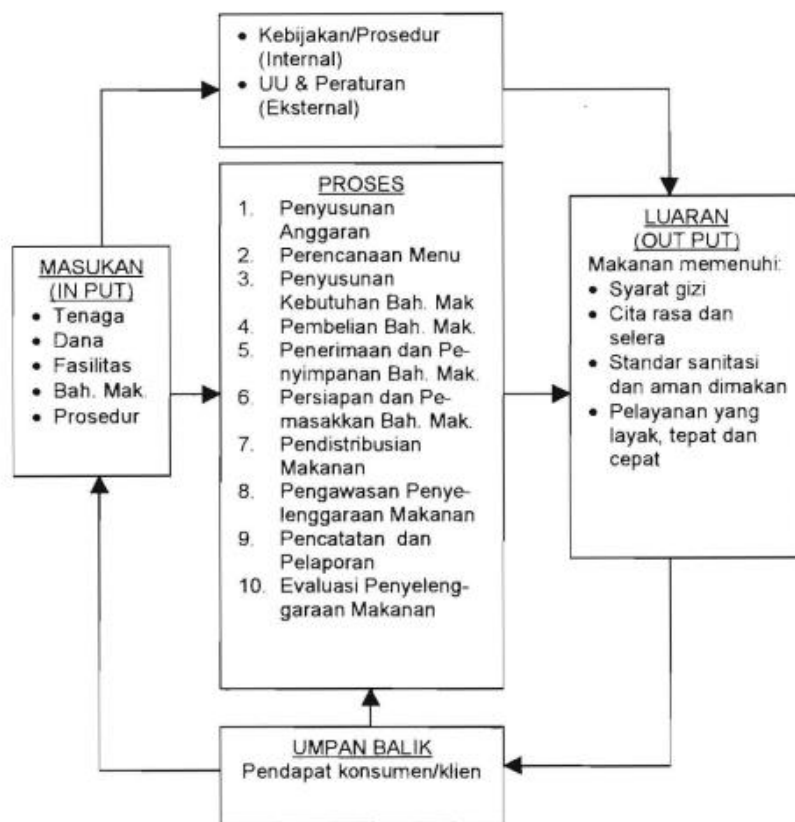 • Kebijakan/Prosedur
(Internal)
• UU & Peraturan
(Eksternal)
MASUKAN
(IN PUT)
• Tenaga
• Dana
• Fasilitas
• Bah. Mak.
• Prosedur
PROSES
1. Penyusunan
Anggaran
2. Perencanaan Menu
3. Penyusunan
Kebutuhan Bah. Mak
4. Pembelian Bah. Mak.
5. Penerimaan dan Pe-
nyimpanan Bah. Mak.
6. Persiapan dan Pe-
masakkan Bah. Mak.
7. Pendistribusian
Makanan
8. Pengawasan Penye-
lenggaraan Makanan
9. Pencatatan dan
Pelaporan
10. Evaluasi Penyeleng-
garaan Makanan
LUARAN
(OUT PUT)
Makanan memenuhi:
• Syarat gizi
• Cita rasa dan
selera
• Standar sanitasi
dan aman dimakan
• Pelayanan yang
layak, tepat dan
cepat
UMPAN BALIK
Pendapat konsumen/klien